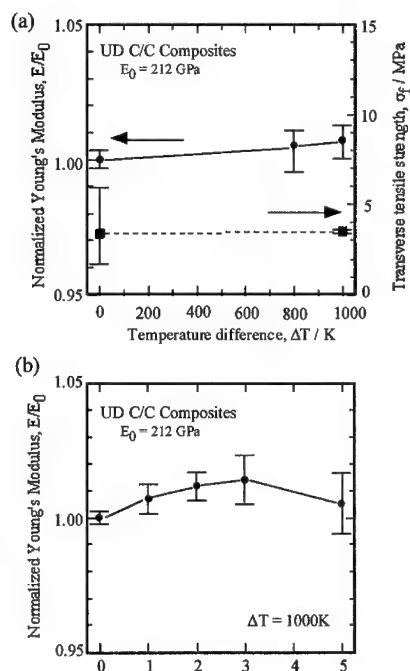 (a)
1.05
15
UD C/C Composites
E₀ = 212 GPa
Normalized Young's Modulus, E/E₀
Transverse tensile strength, σf / MPa
10
1.00
5
0.95
0
0 200 400 600 800 1000
Temperature difference, ΔT / K
(b)
1.05
UD C/C Composites
E₀ = 212 GPa
Normalized Young's Modulus, E/E₀
1.00
ΔT = 1000K
0.95
0 1 2 3 4 5